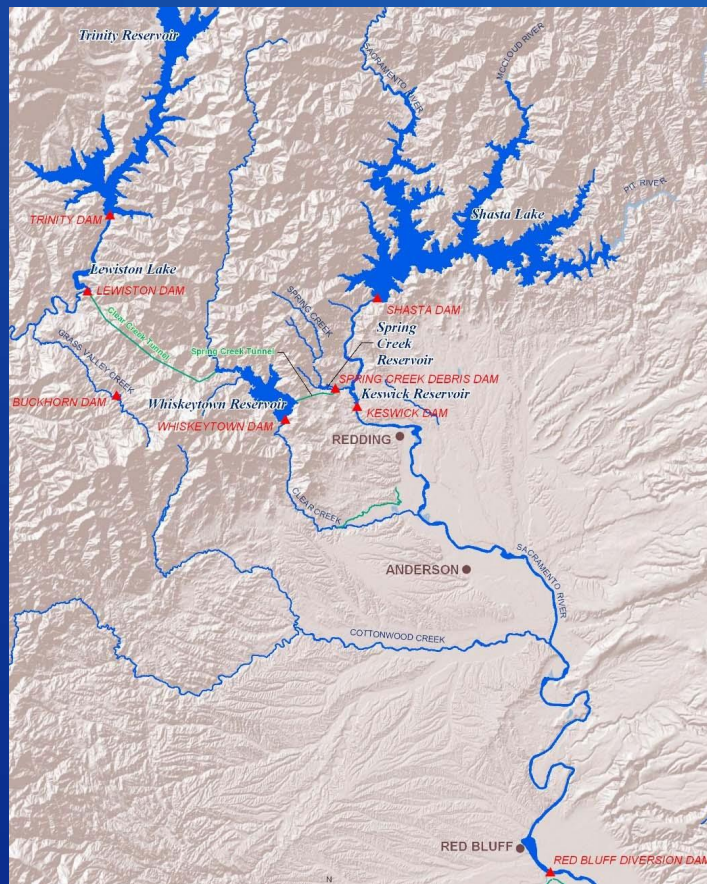 Trinity Reservoir
SACRAMENTO RIVER
MCCLOUD RIVER
PIT RIVER
Shasta Lake
TRINITY DAM
Lewiston Lake
LEWISTON DAM
SHASTA DAM
SPRING CREEK
Clear Creek Tunnel
Spring
Creek
Reservoir
GRASS VALLEY CREEK
Spring Creek Tunnel
SPRING CREEK DEBRIS DAM
BUCKHORN DAM
Whiskeytown Reservoir
Keswick Reservoir
WHISKEYTOWN DAM
KESWICK DAM
REDDING
CLEAR CREEK
SACRAMENTO RIVER
ANDERSON
COTTONWOOD CREEK
RED BLUFF
RED BLUFF DIVERSION DAM
N